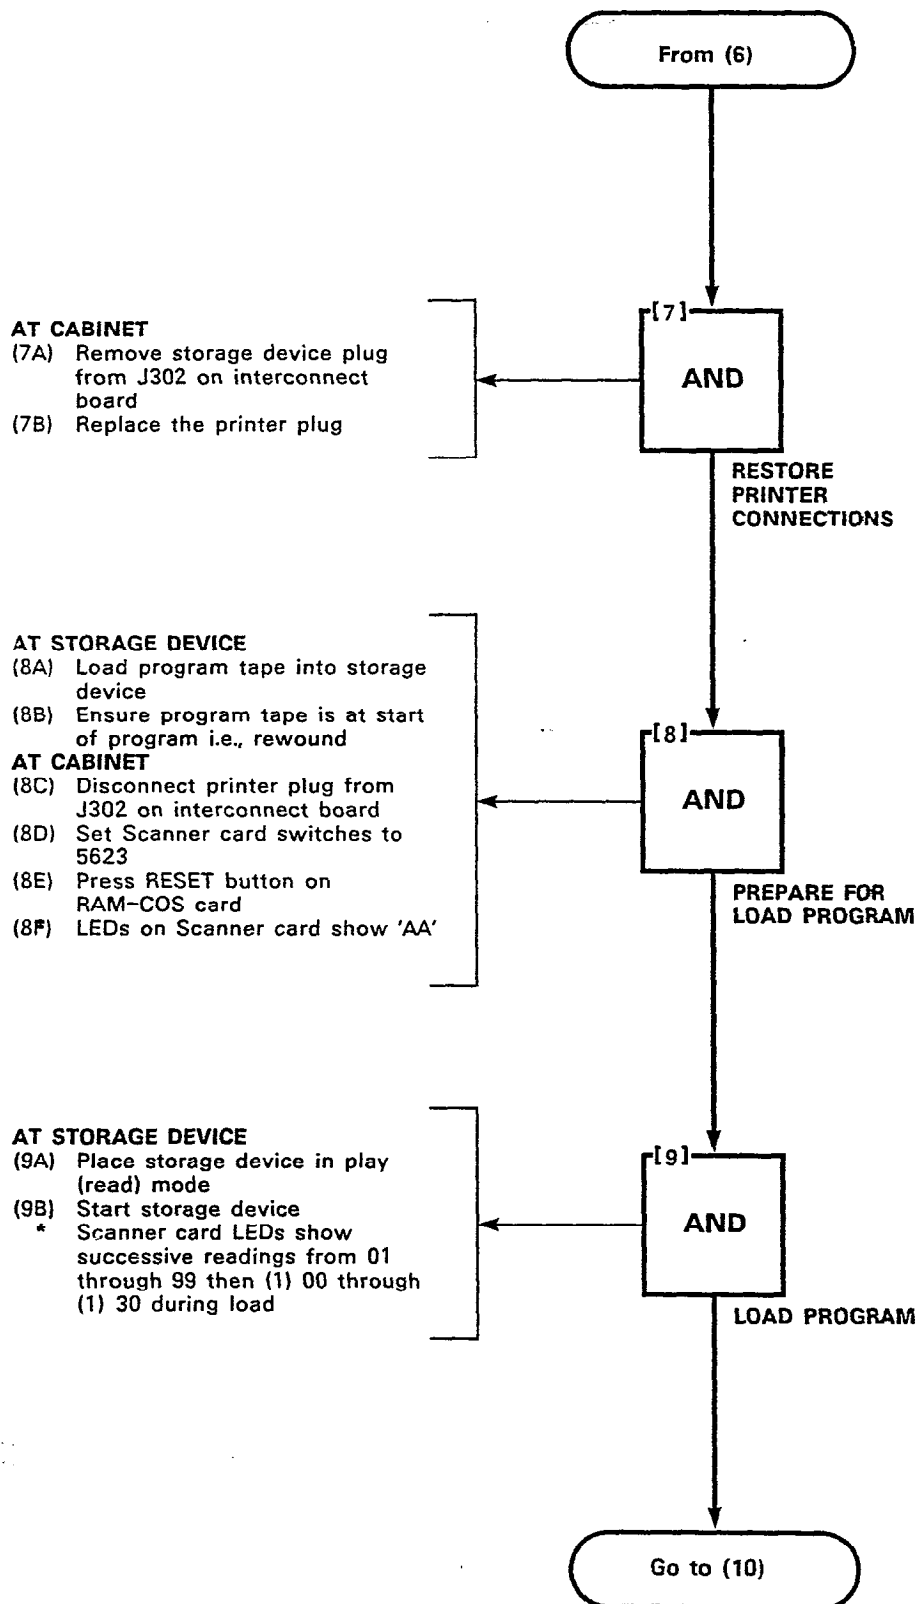 From (6)
[7]
AND
AT CABINET
(7A) Remove storage device plug
from J302 on interconnect
board
(7B) Replace the printer plug
RESTORE
PRINTER
CONNECTIONS
[8]
AND
AT STORAGE DEVICE
(8A) Load program tape into storage
device
(8B) Ensure program tape is at start
of program i.e., rewound
AT CABINET
(8C) Disconnect printer plug from
J302 on interconnect board
(8D) Set Scanner card switches to
5623
(8E) Press RESET button on
RAM-COS card
(8F) LEDs on Scanner card show 'AA'
PREPARE FOR
LOAD PROGRAM
[9]
AND
AT STORAGE DEVICE
(9A) Place storage device in play
(read) mode
(9B) Start storage device
* Scanner card LEDs show
successive readings from 01
through 99 then (1) 00 through
(1) 30 during load
LOAD PROGRAM
Go to (10)